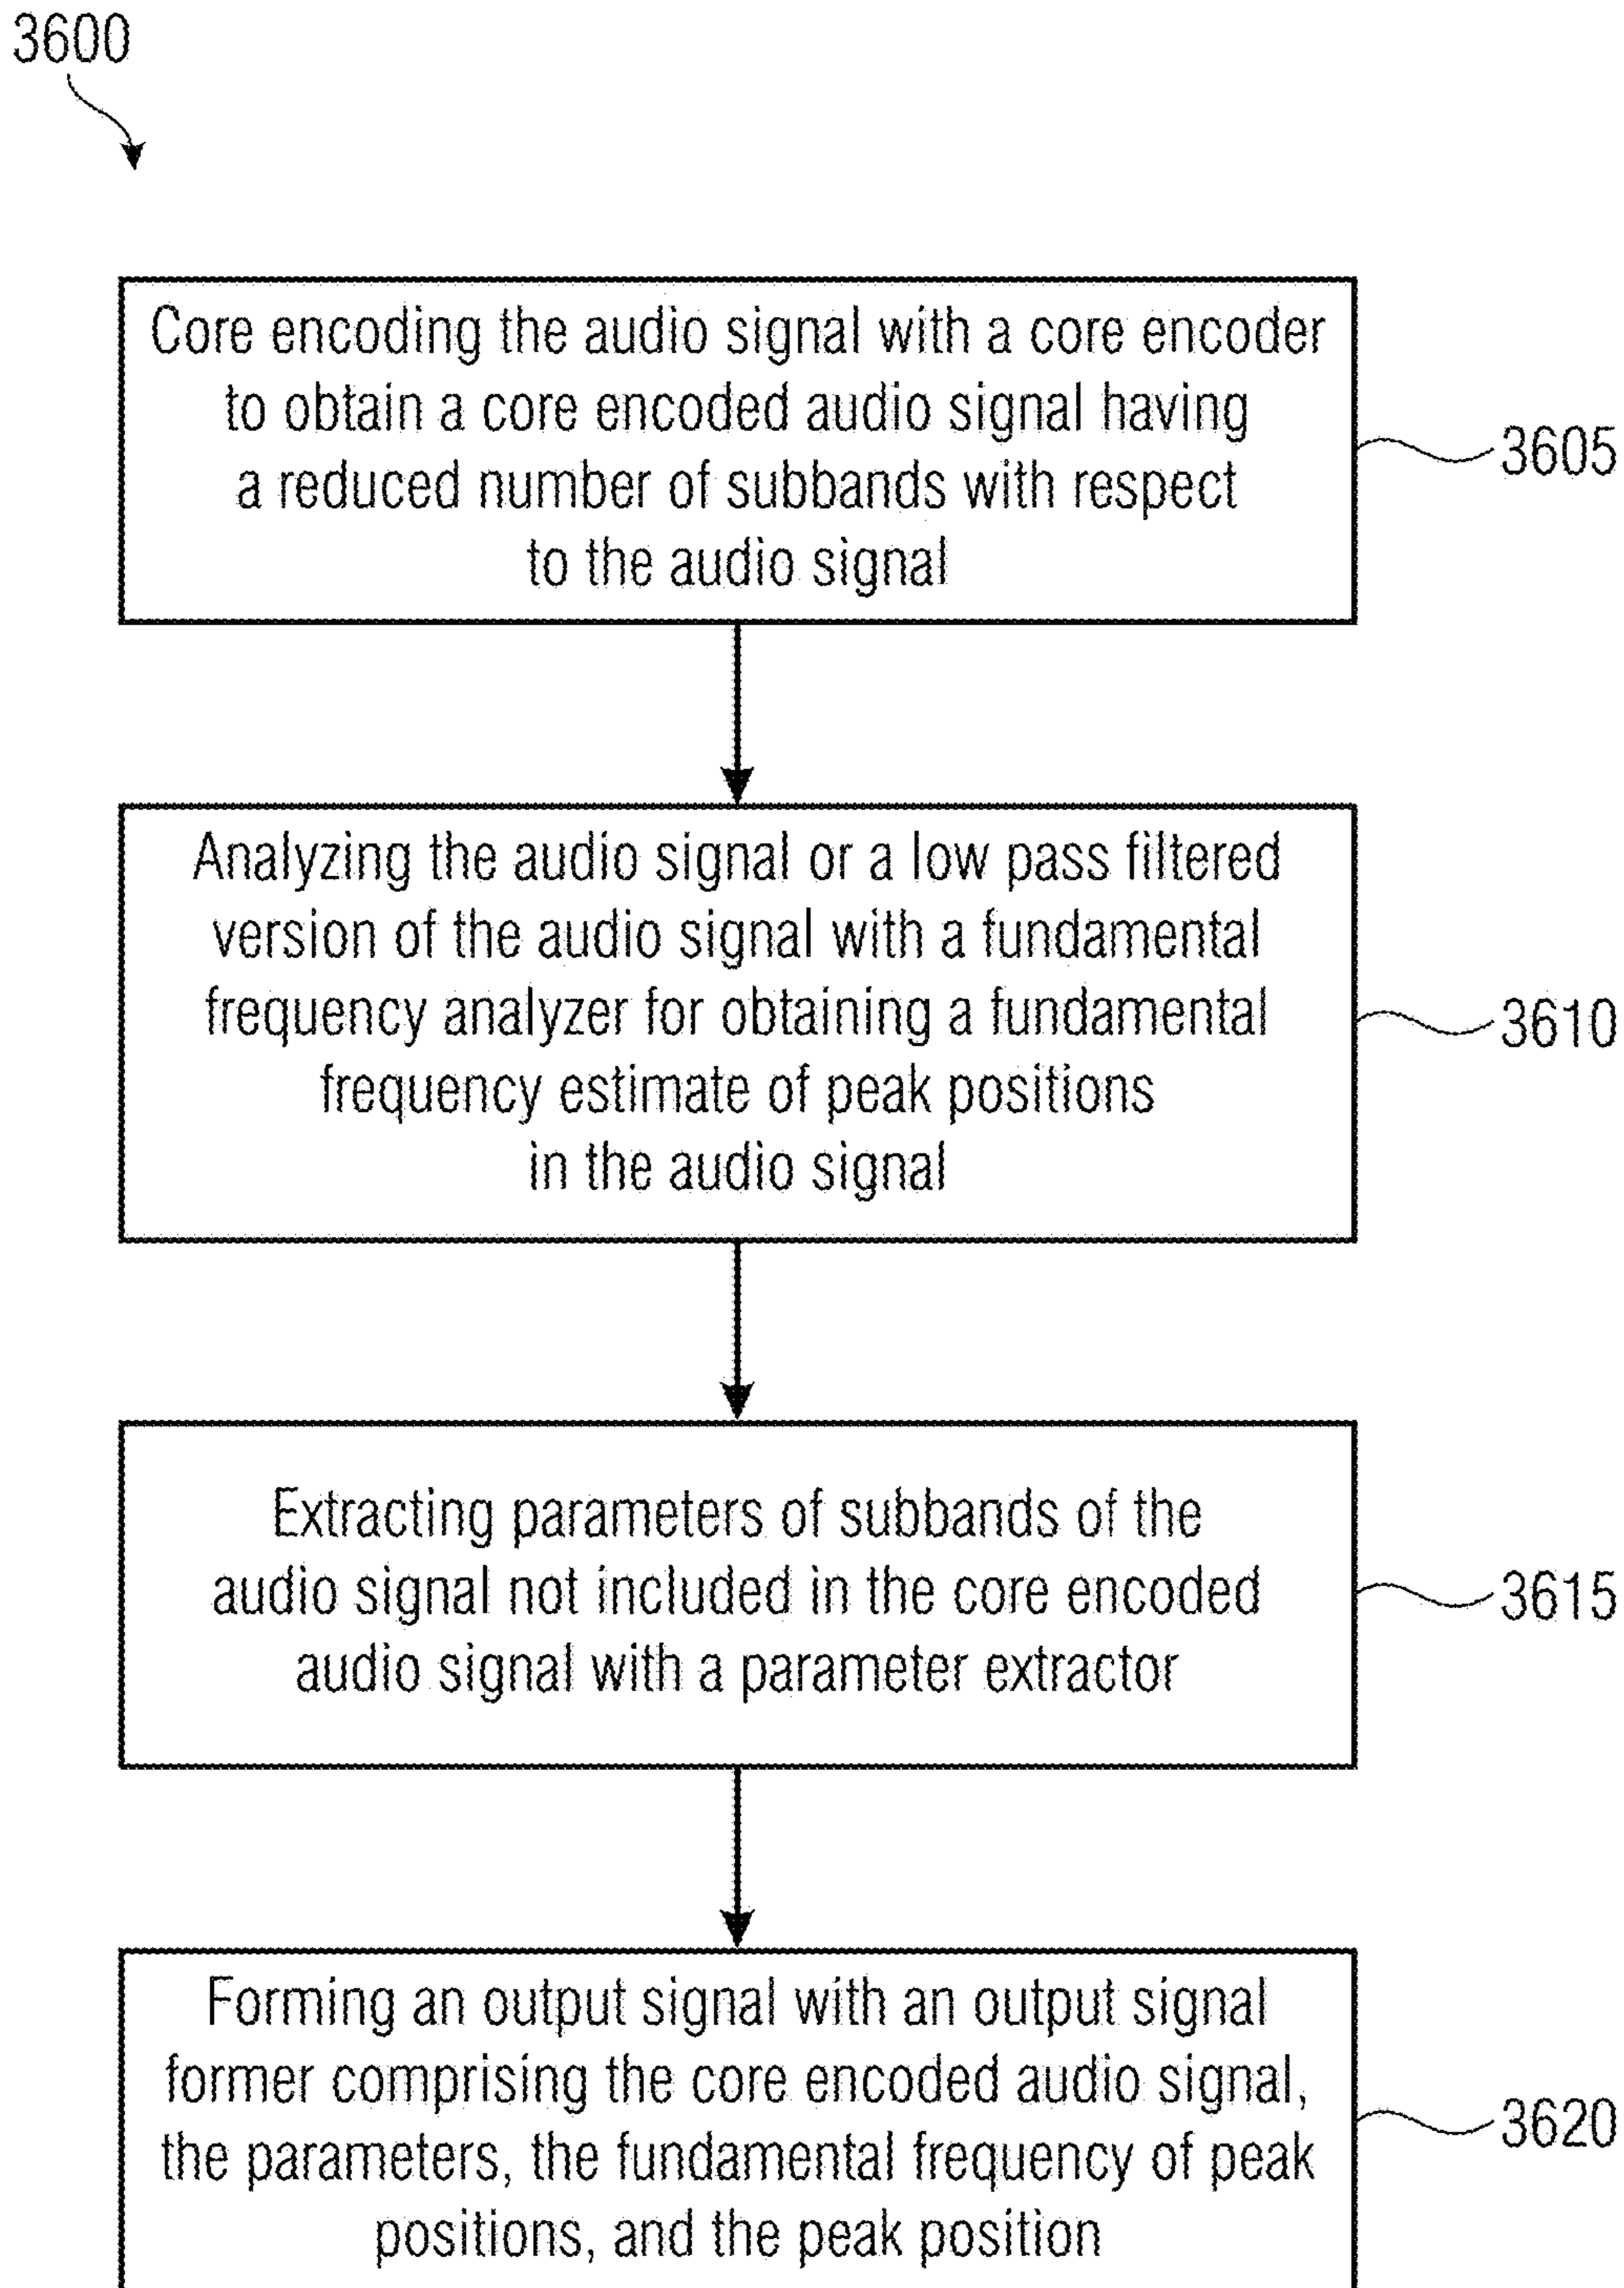 3600
Core encoding the audio signal with a core encoder
to obtain a core encoded audio signal having
a reduced number of subbands with respect
to the audio signal
3605
Analyzing the audio signal or a low pass filtered
version of the audio signal with a fundamental
frequency analyzer for obtaining a fundamental
frequency estimate of peak positions
in the audio signal
3610
Extracting parameters of subbands of the
audio signal not included in the core encoded
audio signal with a parameter extractor
3615
Forming an output signal with an output signal
former comprising the core encoded audio signal,
the parameters, the fundamental frequency of peak
positions, and the peak position
3620